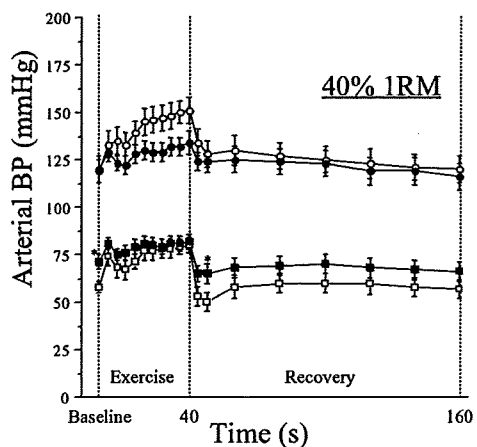 200
175
150
125
100
75
50
25
0
Arterial BP (mmHg)
40% 1RM
*
*
Exercise
Recovery
Baseline
40
160
Time (s)